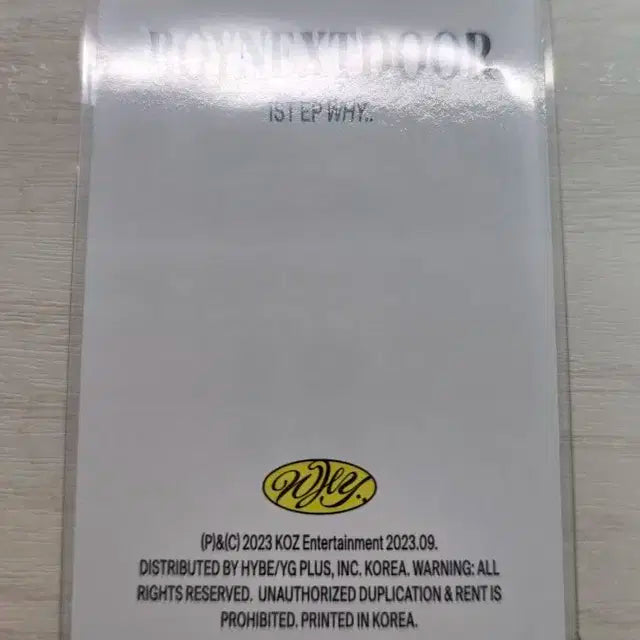 BOYNEXTDOOR
1ST EP WHY..
WHY..
(P)&(C) 2023 KOZ Entertainment 2023.09.
DISTRIBUTED BY HYBE/YG PLUS, INC. KOREA. WARNING: ALL
RIGHTS RESERVED. UNAUTHORIZED DUPLICATION & RENT IS
PROHIBITED. PRINTED IN KOREA.